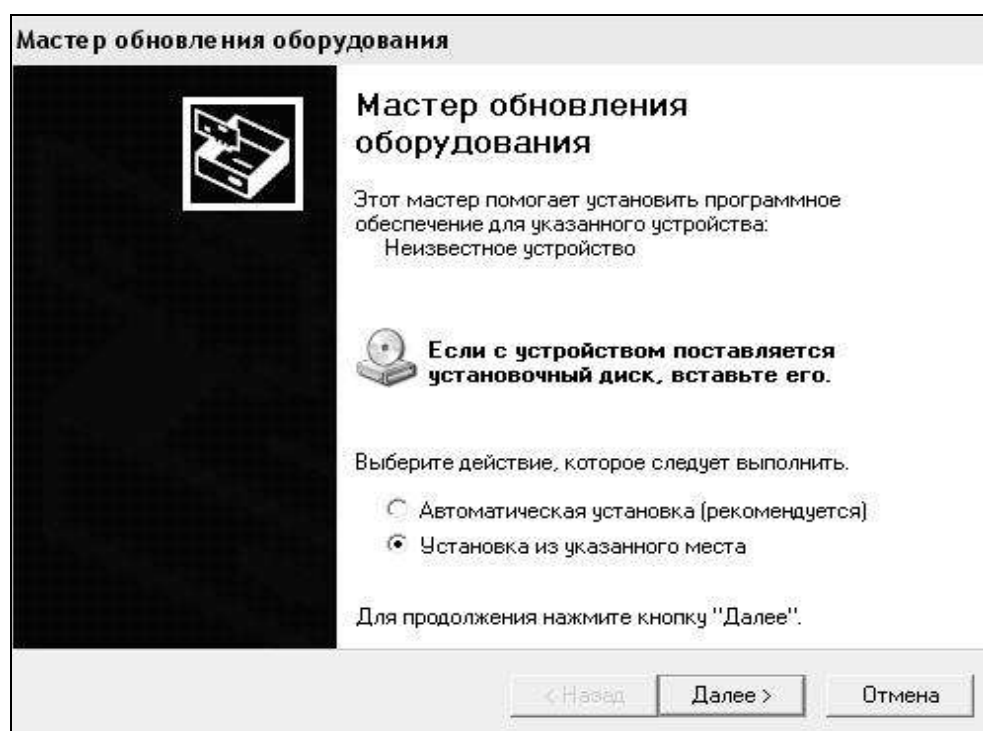 Мастер обновления оборудования
Мастер обновления
оборудования
Этот мастер помогает установить программное
обеспечение для указанного устройства:
Неизвестное устройство
Если с устройством поставляется
установочный диск, вставьте его.
Выберите действие, которое следует выполнить.
Автоматическая установка (рекомендуется)
Установка из указанного места
Для продолжения нажмите кнопку "Далее".
< Назад Далее > Отмена